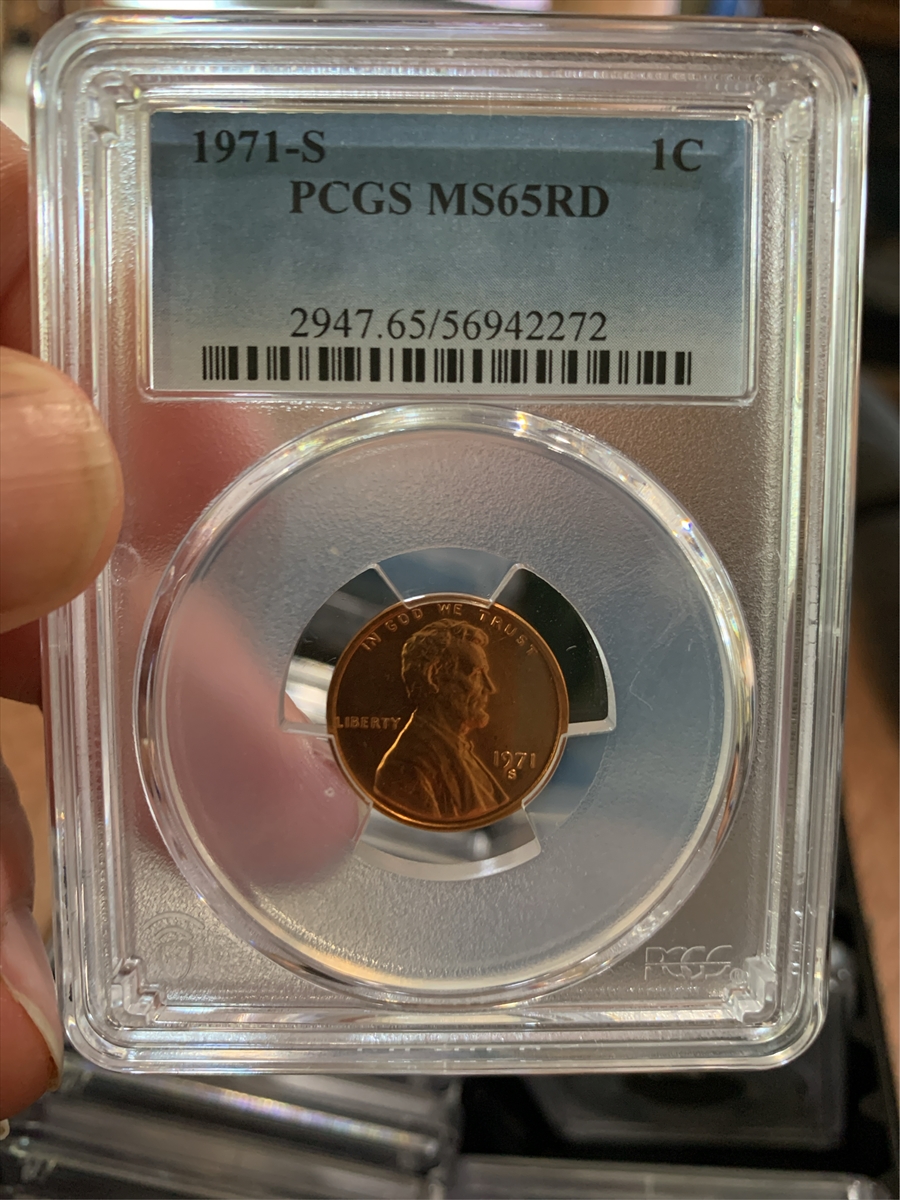 1971-S 1C
PCGS MS65RD
2947.65/56942272
IN GOD WE TRUST
LIBERTY
1971
S
PCGS